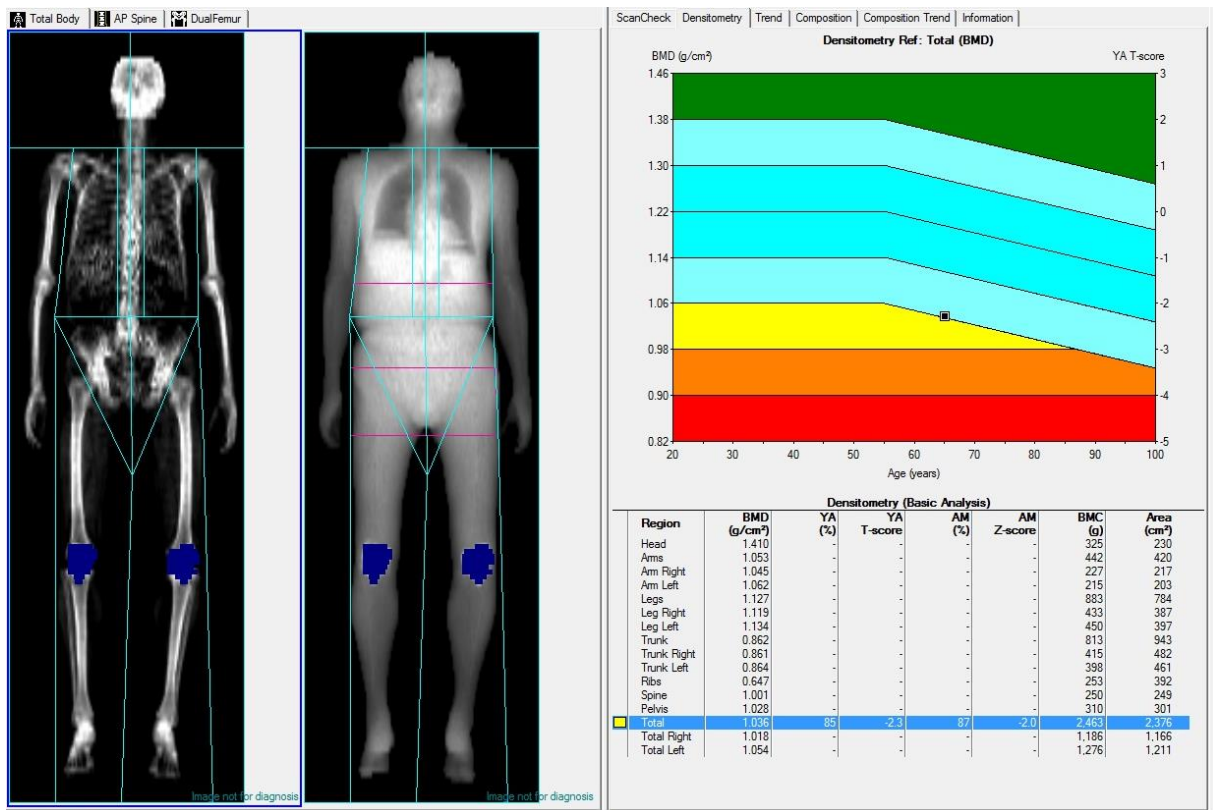 Total Body AP Spine DualFemur
Image not for diagnosis
Image not for diagnosis
ScanCheck Densitometry Trend Composition Composition Trend Information
Densitometry Ref: Total (BMD)
BMD (g/cm²) YA T-score
1.46 3
1.38 2
1.30 1
1.22 0
1.14 -1
1.06 -2
0.98 -3
0.90 -4
0.82 -5
20 30 40 50 60 70 80 90 100
Age (years)
Densitometry (Basic Analysis)
Region BMD (g/cm²) YA (%) YA T-score AM (%) AM Z-score BMC (g) Area (cm²)
Head 1.410 - - - - 325 230
Arms 1.053 - - - - 442 420
Arm Right 1.045 - - - - 227 217
Arm Left 1.062 - - - - 215 203
Legs 1.127 - - - - 883 784
Leg Right 1.119 - - - - 433 387
Leg Left 1.134 - - - - 450 397
Trunk 0.862 - - - - 813 943
Trunk Right 0.861 - - - - 415 482
Trunk Left 0.864 - - - - 398 461
Ribs 0.647 - - - - 253 392
Spine 1.001 - - - - 250 249
Pelvis 1.028 - - - - 310 301
Total 1.036 85 -2.3 87 -2.0 2,463 2,376
Total Right 1.018 - - - - 1,186 1,166
Total Left 1.054 - - - - 1,276 1,211